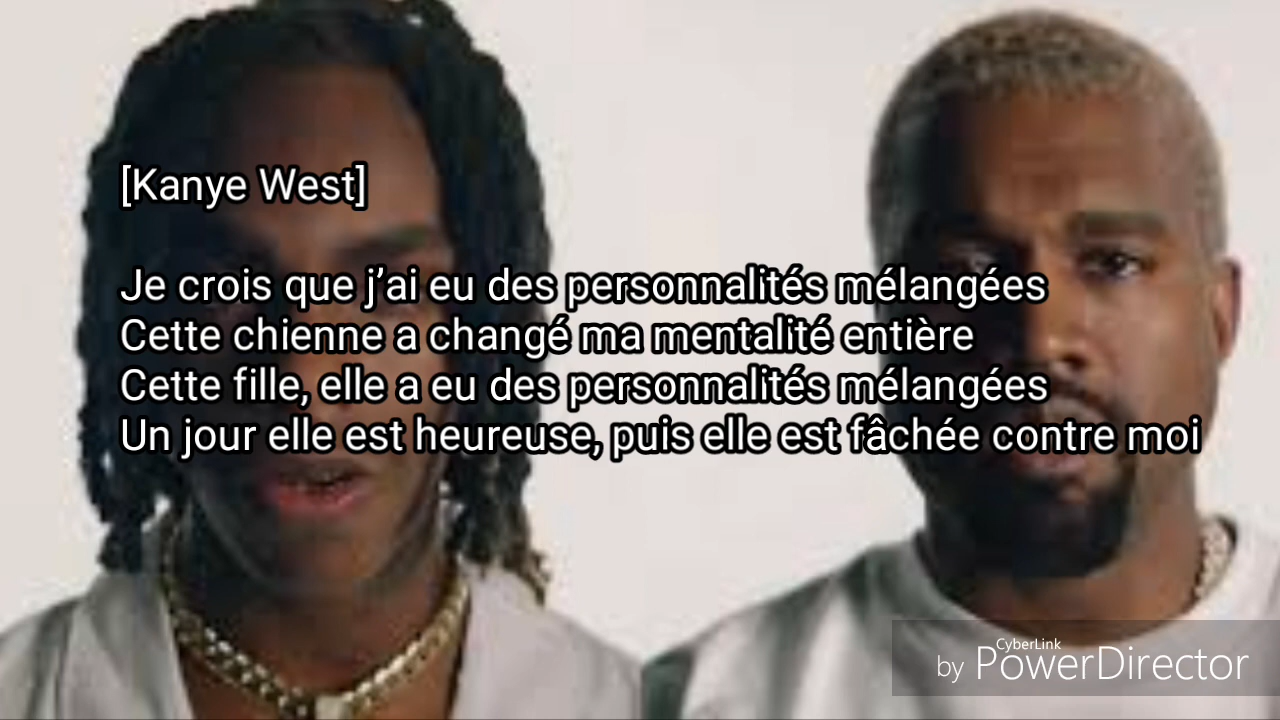 [Kanye West]
Je crois que j’ai eu des personnalités mélangées
Cette chienne a changé ma mentalité entière
Cette fille, elle a eu des personnalités mélangées
Un jour elle est heureuse, puis elle est fâchée contre moi
CyberLink
by PowerDirector